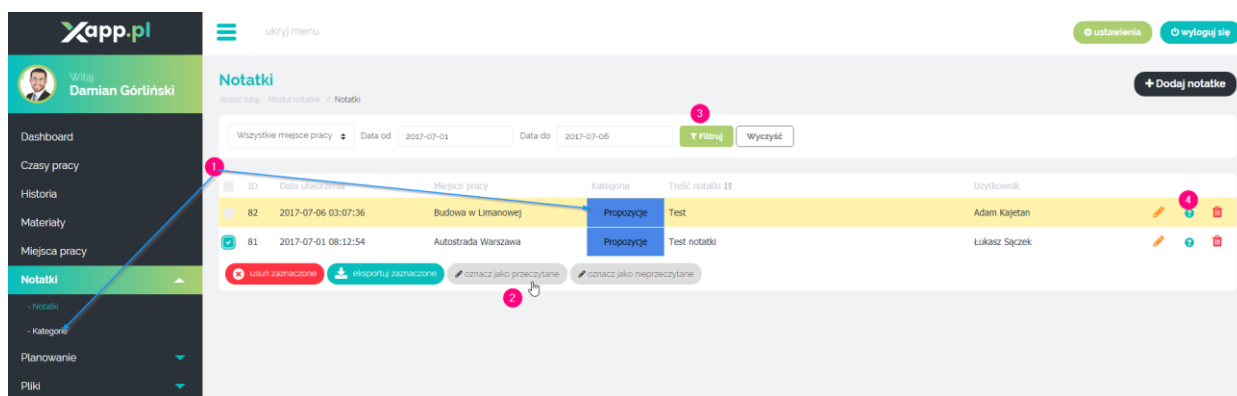 Xapp.pl
ukryj menu
ustawienia
wyloguj się
Witaj
Damian Górliński
Notatki
Jesteś tutaj: Moduł notatek / Notatki
+ Dodaj notatke
3
Dashboard
Wszystkie miejsce pracy
Data od
2017-07-01
Data do
2017-07-06
Filtruj
Wyczyść
Czasy pracy
1
Historia
ID
Data utworzenia
Miejsce pracy
Kategoria
Treść notatki
Użytkownik
4
Materiały
82
2017-07-06 03:07:36
Budowa w Limanowej
Propozycje
Test
Adam Kajetan
Miejsca pracy
81
2017-07-01 08:12:54
Autostrada Warszawa
Propozycje
Test notatki
Łukasz Sączek
Notatki
usuń zaznaczone
eksportuj zaznaczone
oznacz jako przeczytane
oznacz jako nieprzeczytane
2
- Notatki
- Kategorie
Planowanie
Pliki